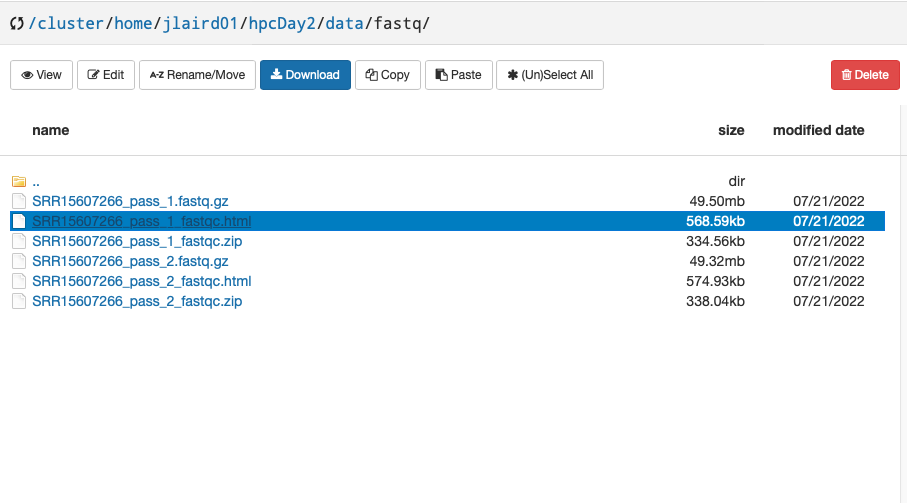 /cluster/home/jlaird01/hpcDay2/data/fastq/
View Edit A-Z Rename/Move Download Copy Paste (Un)Select All Delete
name size modified date
.. dir
SRR15607266_pass_1.fastq.gz 49.50mb 07/21/2022
SRR15607266_pass_1_fastqc.html 568.59kb 07/21/2022
SRR15607266_pass_1_fastqc.zip 334.56kb 07/21/2022
SRR15607266_pass_2.fastq.gz 49.32mb 07/21/2022
SRR15607266_pass_2_fastqc.html 574.93kb 07/21/2022
SRR15607266_pass_2_fastqc.zip 338.04kb 07/21/2022